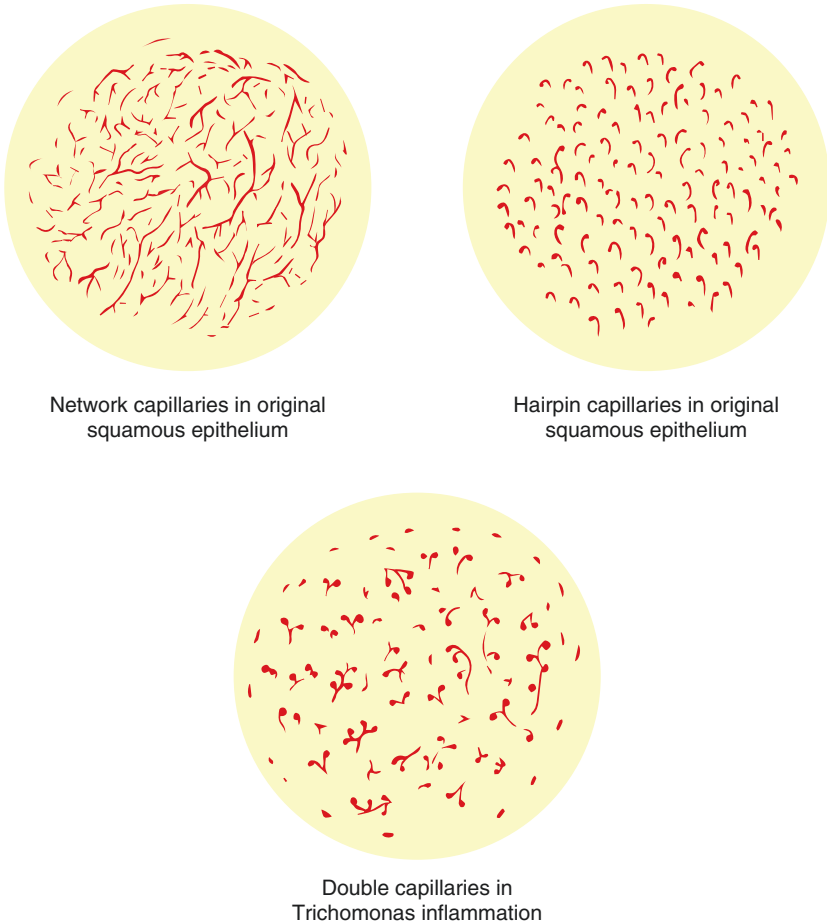 Network capillaries in original
squamous epithelium
Hairpin capillaries in original
squamous epithelium
Double capillaries in
Trichomonas inflammation